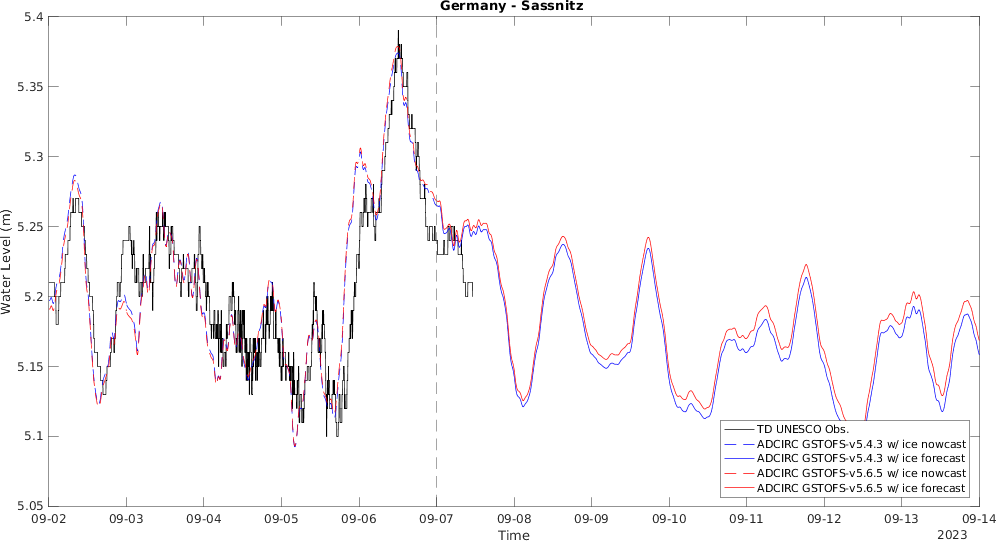 Germany - Sassnitz
5.4
5.35
5.3
5.25
5.2
5.15
5.1
5.05
Water Level (m)
TD UNESCO Obs.
ADCIRC GSTOFS-v5.4.3 w/ ice nowcast
ADCIRC GSTOFS-v5.4.3 w/ ice forecast
ADCIRC GSTOFS-v5.6.5 w/ ice nowcast
ADCIRC GSTOFS-v5.6.5 w/ ice forecast
09-02 09-03 09-04 09-05 09-06 09-07 09-08 09-09 09-10 09-11 09-12 09-13 09-14
Time
2023